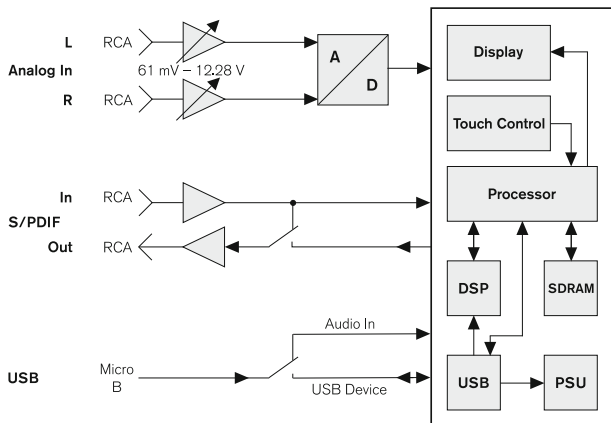 L RCA
Analog In 61 mV – 12.28 V
R RCA
A
D
In RCA
S/PDIF
Out RCA
Audio In
USB Micro B
USB Device
Display
Touch Control
Processor
DSP
SDRAM
USB
PSU